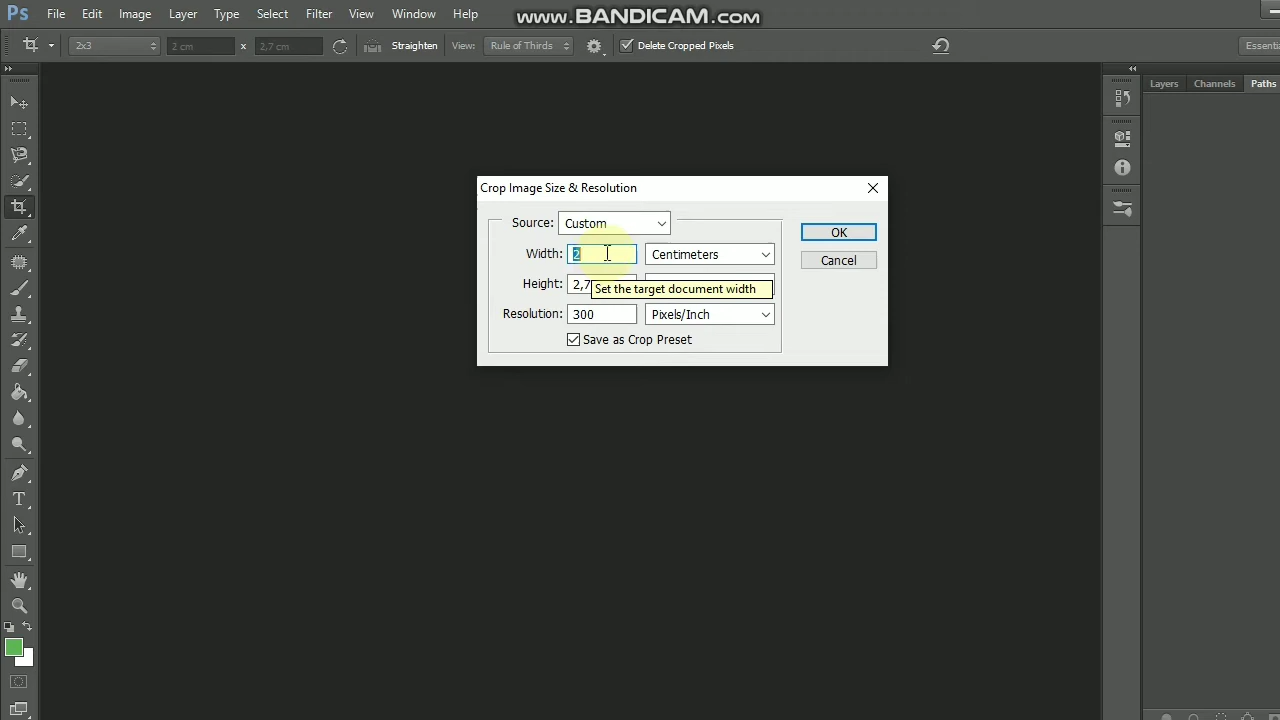 Ps File Edit Image Layer Type Select Filter View Window Help
www.BANDICAM.com
2x3 2 cm x 2,7 cm Straighten View: Rule of Thirds Delete Cropped Pixels Essenti
Layers Channels Paths
Crop Image Size & Resolution
Source: Custom
OK
Width: 2 Centimeters
Cancel
Height: 2,7
Set the target document width
Resolution: 300 Pixels/Inch
Save as Crop Preset
T